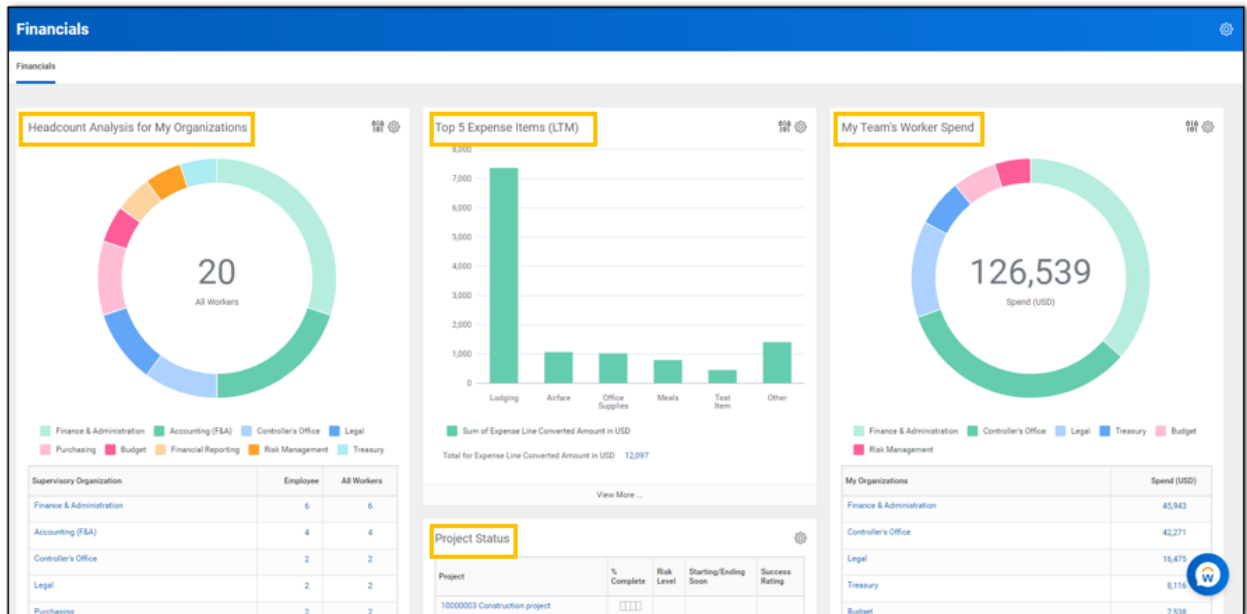 Financials
Financials
Headcount Analysis for My Organizations
20
All Workers
Finance & Administration Accounting (F&A) Controller's Office Legal
Purchasing Budget Financial Reporting Risk Management Treasury
Supervisory Organization Employee All Workers
Finance & Administration 6 6
Accounting (F&A) 4 4
Controller's Office 2 2
Legal 2 2
Purchasing 2 2
Top 5 Expense Items (LTM)
8,000
7,000
6,000
5,000
4,000
3,000
2,000
1,000
0
Lodging Airfare Office Supplies Meals Test Item Other
Sum of Expense Line Converted Amount in USD
Total for Expense Line Converted Amount in USD 12,097
View More ...
Project Status
Project % Complete Risk Level Starting/Ending Soon Success Rating
10000003 Construction project
My Team's Worker Spend
126,539
Spend (USD)
Finance & Administration Controller's Office Legal Treasury Budget
Risk Management
My Organizations Spend (USD)
Finance & Administration 45,943
Controller's Office 42,271
Legal 16,475
Treasury 8,116
Budget 7,538
w